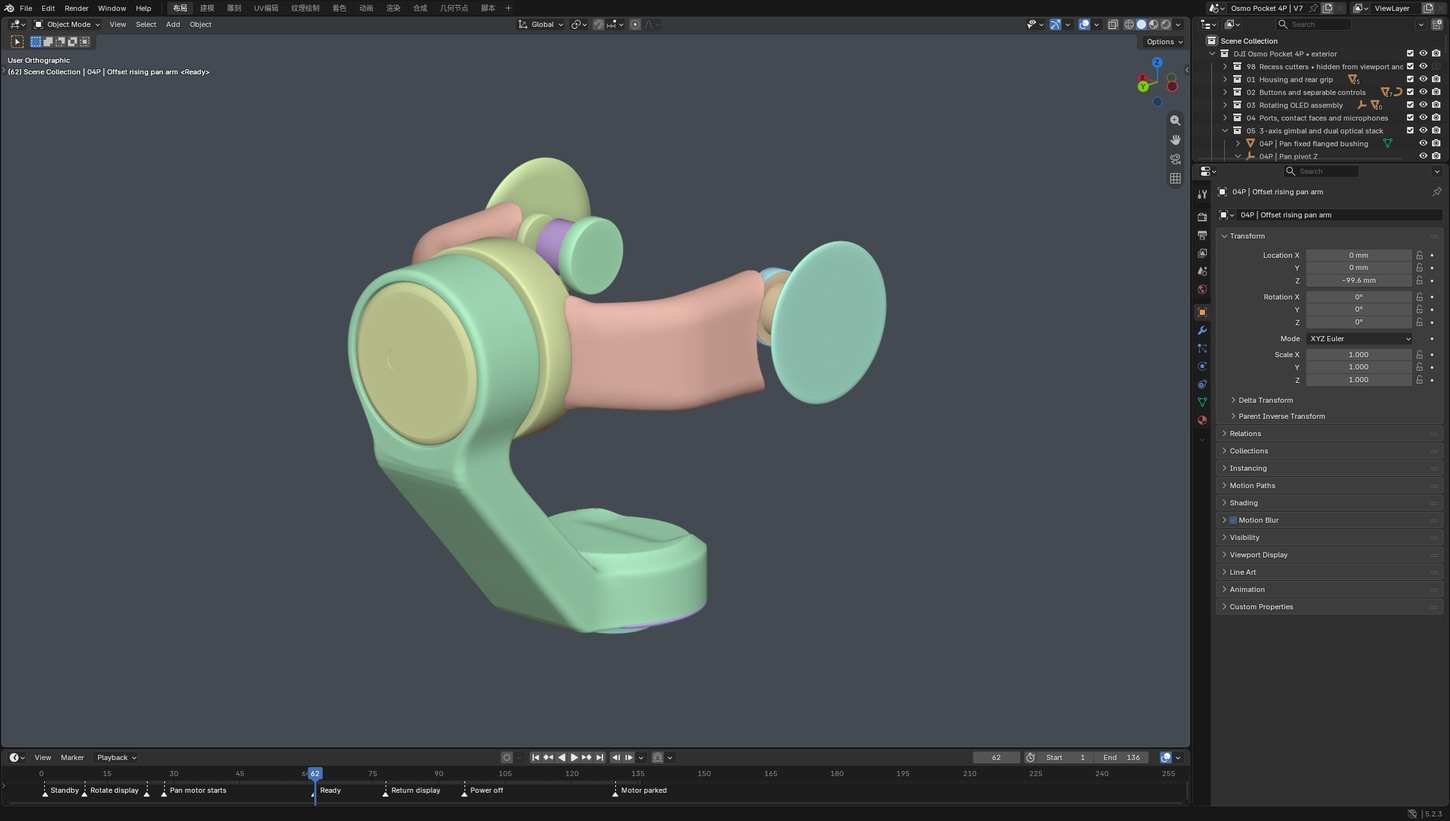 File Edit Render Window Help 布局 建模 雕刻 UV编辑 纹理绘制 着色 动画 渲染 合成 几何节点 脚本 +
Osmo Pocket 4P | V7 ViewLayer
Object Mode View Select Add Object Global
Options
User Orthographic
(62) Scene Collection | 04P | Offset rising pan arm <Ready>
Z
X
Y
Search
Scene Collection
DJI Osmo Pocket 4P • exterior
98 Recess cutters • hidden from viewport and
01 Housing and rear grip
02 Buttons and separable controls
03 Rotating OLED assembly
04 Ports, contact faces and microphones
05 3-axis gimbal and dual optical stack
04P | Pan fixed flanged bushing
04P | Pan pivot Z
Search
04P | Offset rising pan arm
04P | Offset rising pan arm
Transform
Location X 0 mm
Y 0 mm
Z -99.6 mm
Rotation X 0°
Y 0°
Z 0°
Mode XYZ Euler
Scale X 1.000
Y 1.000
Z 1.000
Delta Transform
Parent Inverse Transform
Relations
Collections
Instancing
Motion Paths
Shading
Motion Blur
Visibility
Viewport Display
Line Art
Animation
Custom Properties
View Marker Playback 62 Start 1 End 136
0 15 30 45 62 75 90 105 120 135 150 165 180 195 210 225 240 255
Standby Rotate display Pan motor starts Ready Return display Power off Motor parked
5.2.3